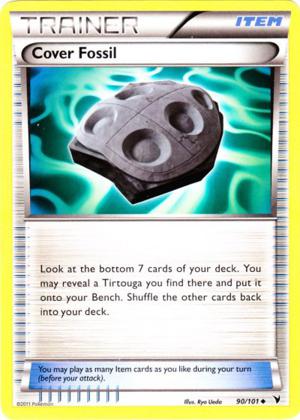 TRAINER ITEM
Cover Fossil
Look at the bottom 7 cards of your deck. You
may reveal a Tirtouga you find there and put it
onto your Bench. Shuffle the other cards back
into your deck.
You may play as many Item cards as you like during your turn
(before your attack).
©2011 Pokémon
Illus. Ryo Ueda
90/101